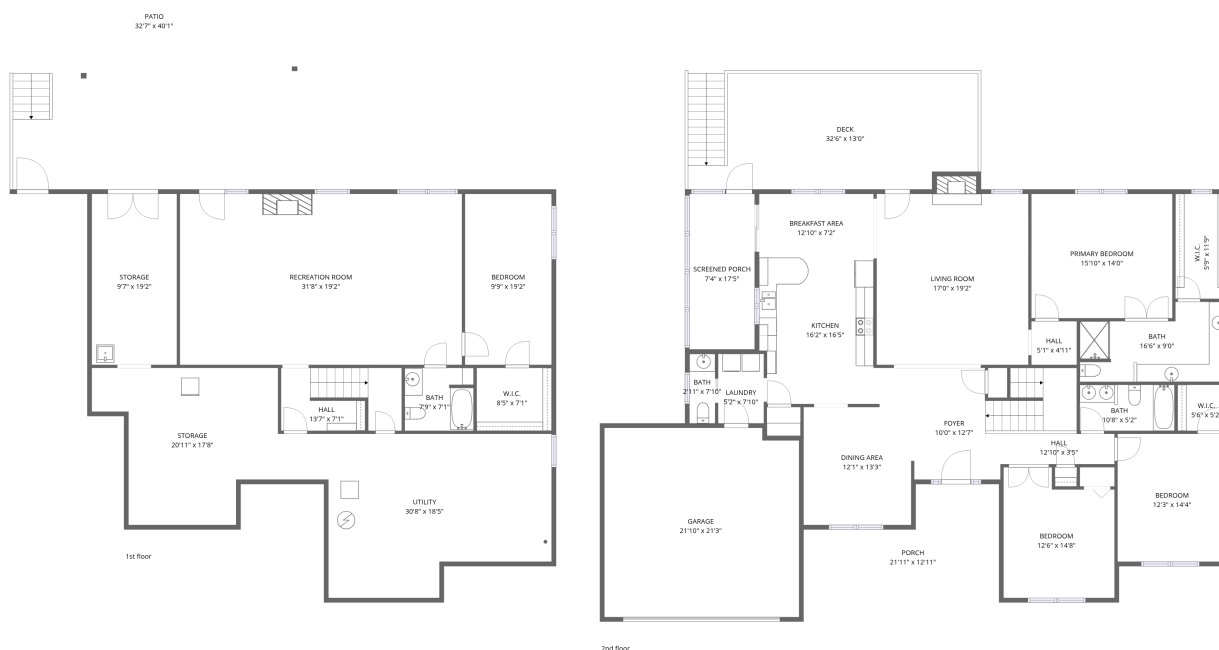 PATIO
32'7" x 40'1"
STORAGE
9'7" x 19'2"
RECREATION ROOM
31'8" x 19'2"
BEDROOM
9'9" x 19'2"
HALL
13'7" x 7'1"
BATH
7'9" x 7'1"
W.I.C.
8'5" x 7'1"
STORAGE
20'11" x 17'8"
UTILITY
30'8" x 18'5"
1st floor
DECK
32'6" x 13'0"
BREAKFAST AREA
12'10" x 7'2"
SCREENED PORCH
7'4" x 17'5"
KITCHEN
16'2" x 16'5"
LIVING ROOM
17'0" x 19'2"
PRIMARY BEDROOM
15'10" x 14'0"
W.I.C.
5'9" x 11'9"
HALL
5'1" x 4'11"
BATH
16'6" x 9'0"
BATH
2'11" x 7'10"
LAUNDRY
5'2" x 7'10"
BATH
10'8" x 5'2"
W.I.C.
5'6" x 5'2
FOYER
10'0" x 12'7"
HALL
12'10" x 3'5"
DINING AREA
12'1" x 13'3"
BEDROOM
12'3" x 14'4"
GARAGE
21'10" x 21'3"
BEDROOM
12'6" x 14'8"
PORCH
21'11" x 12'11"
2nd floor